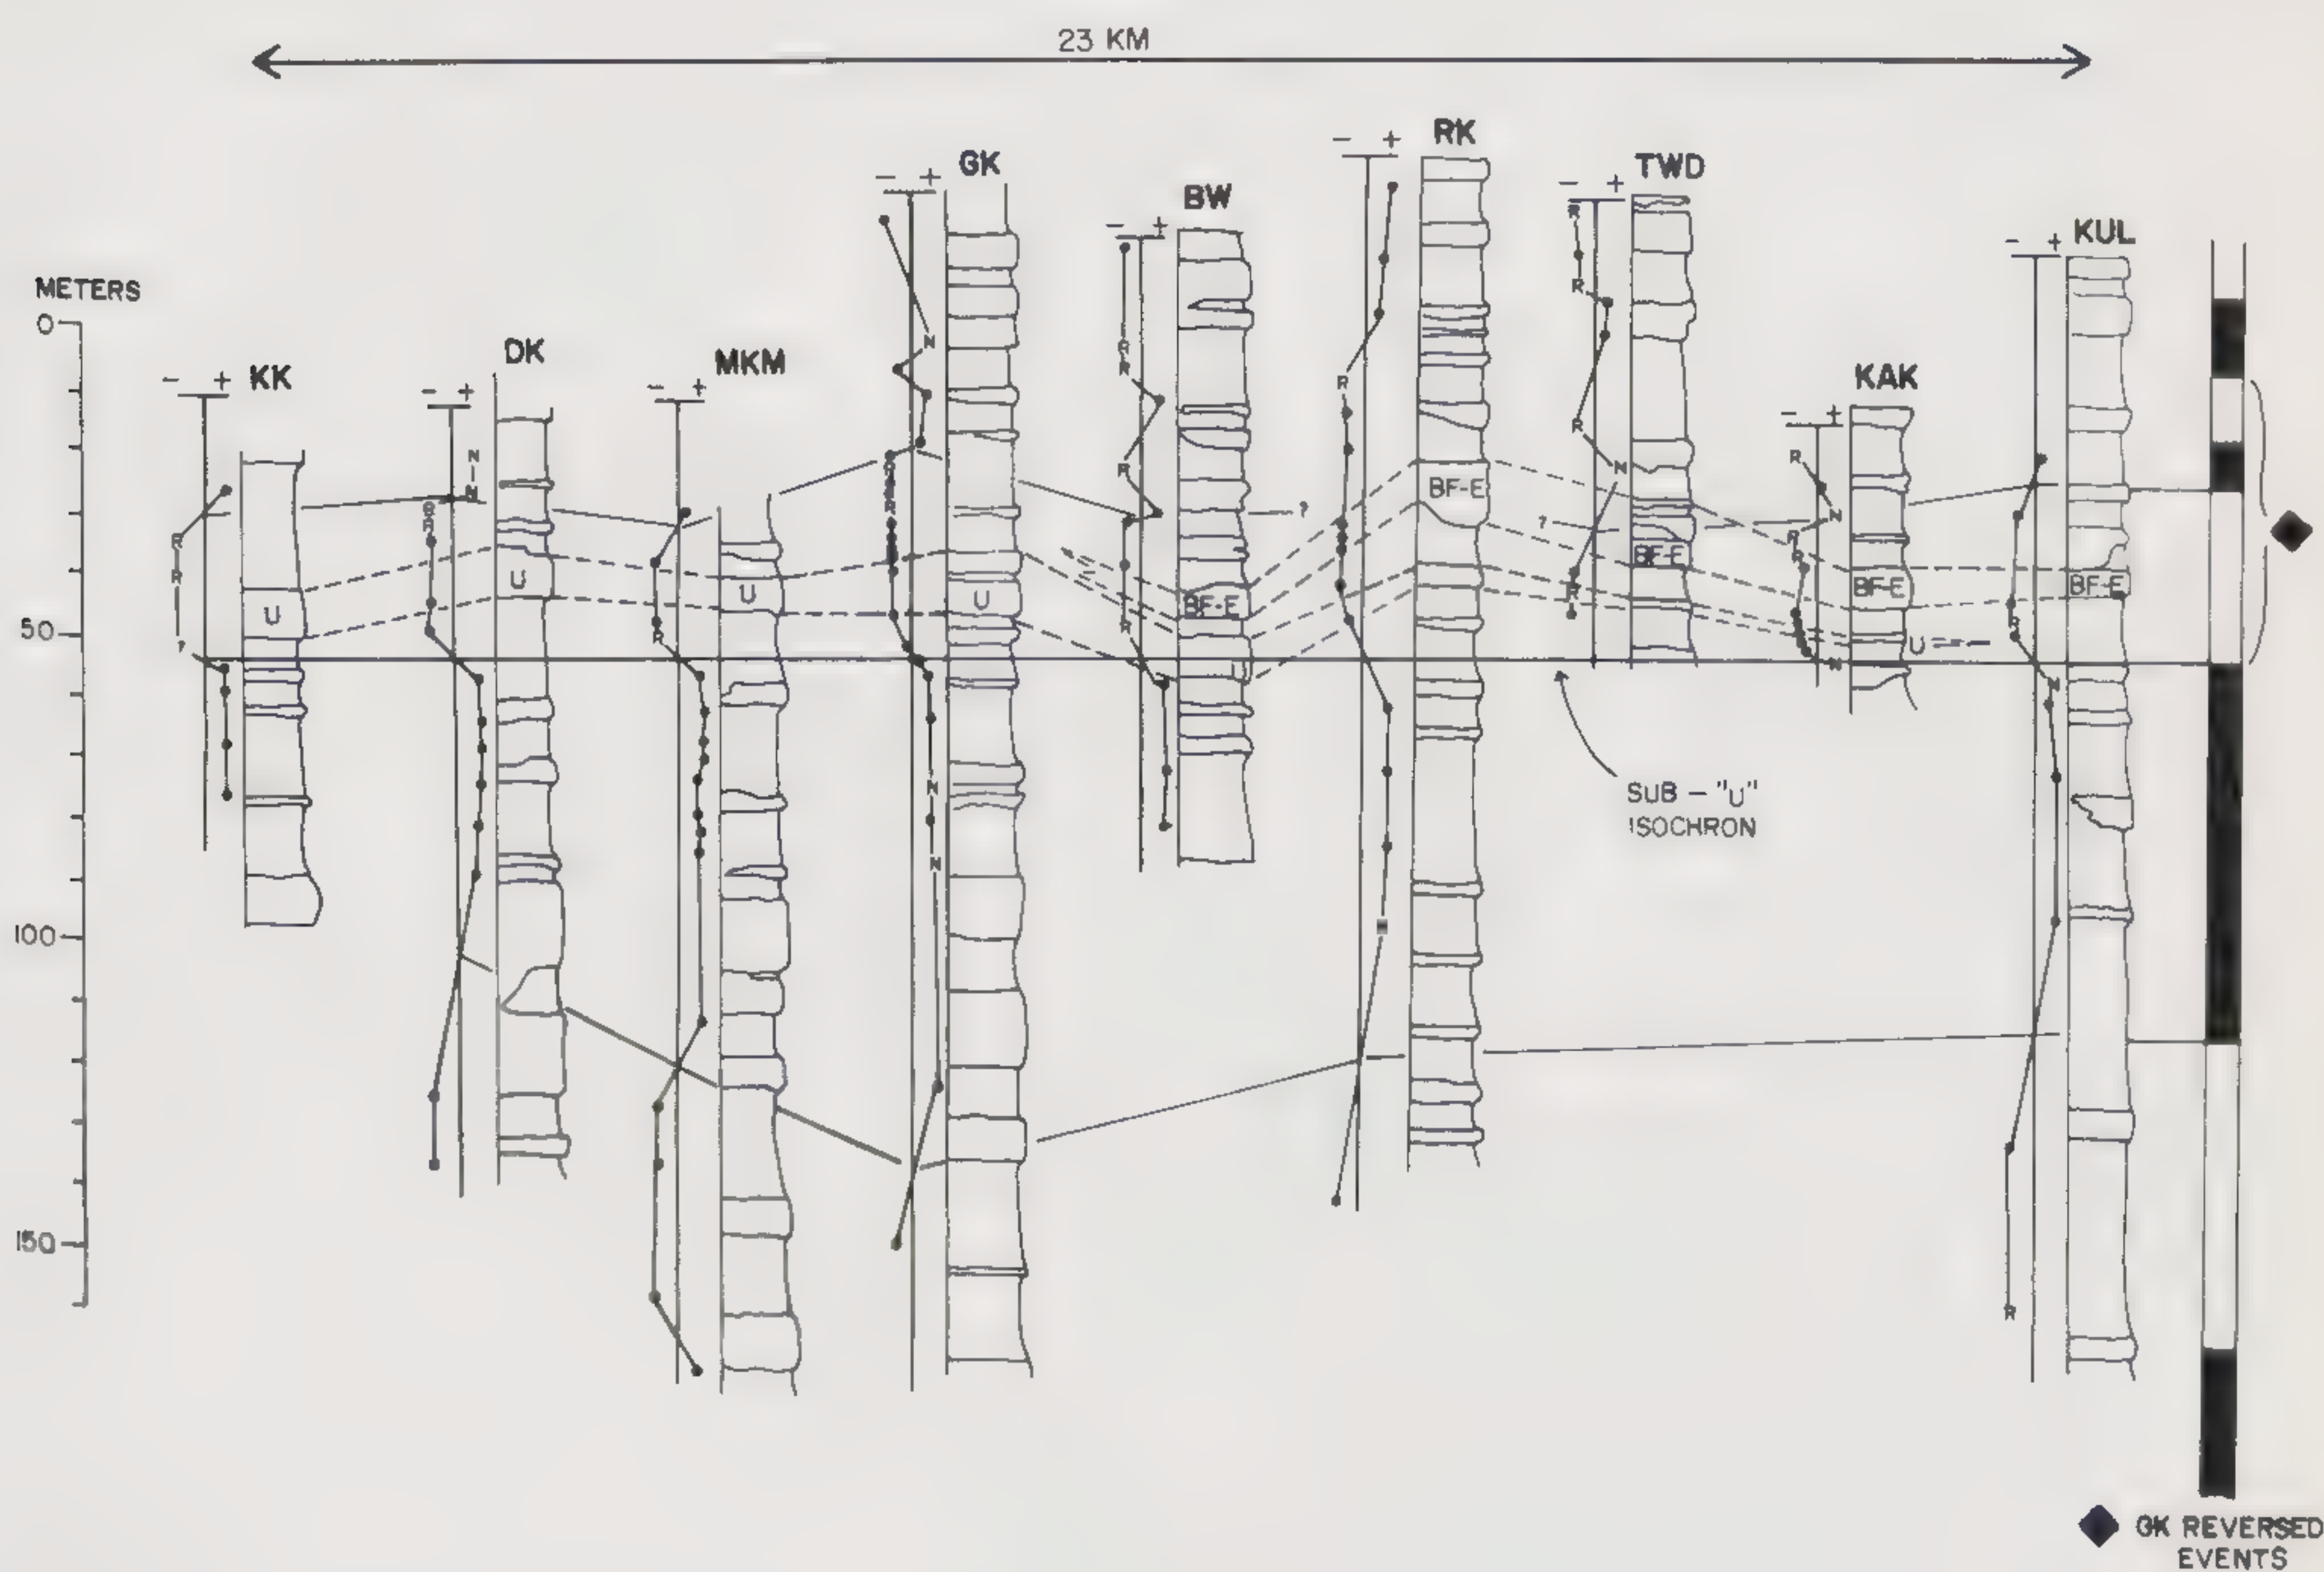 23 KM
RK
GK
TWD
BW
KUL
METERS
0
DK
MKM
KK
KAK
- +
- +
- +
- +
- +
- +
- +
- +
- +
N
R
R
R
R
R
N
N
R
R
R
R
R
N
N
R
R
R
N
R
?
?
BF-E
BF-E
BF-E
BF-E
BF-E
U
U
U
U
U
R
R
R
R
R
50
?
N
N
N
N
SUB - "U"
ISOCHRON
100
150
R
GK REVERSED
EVENTS